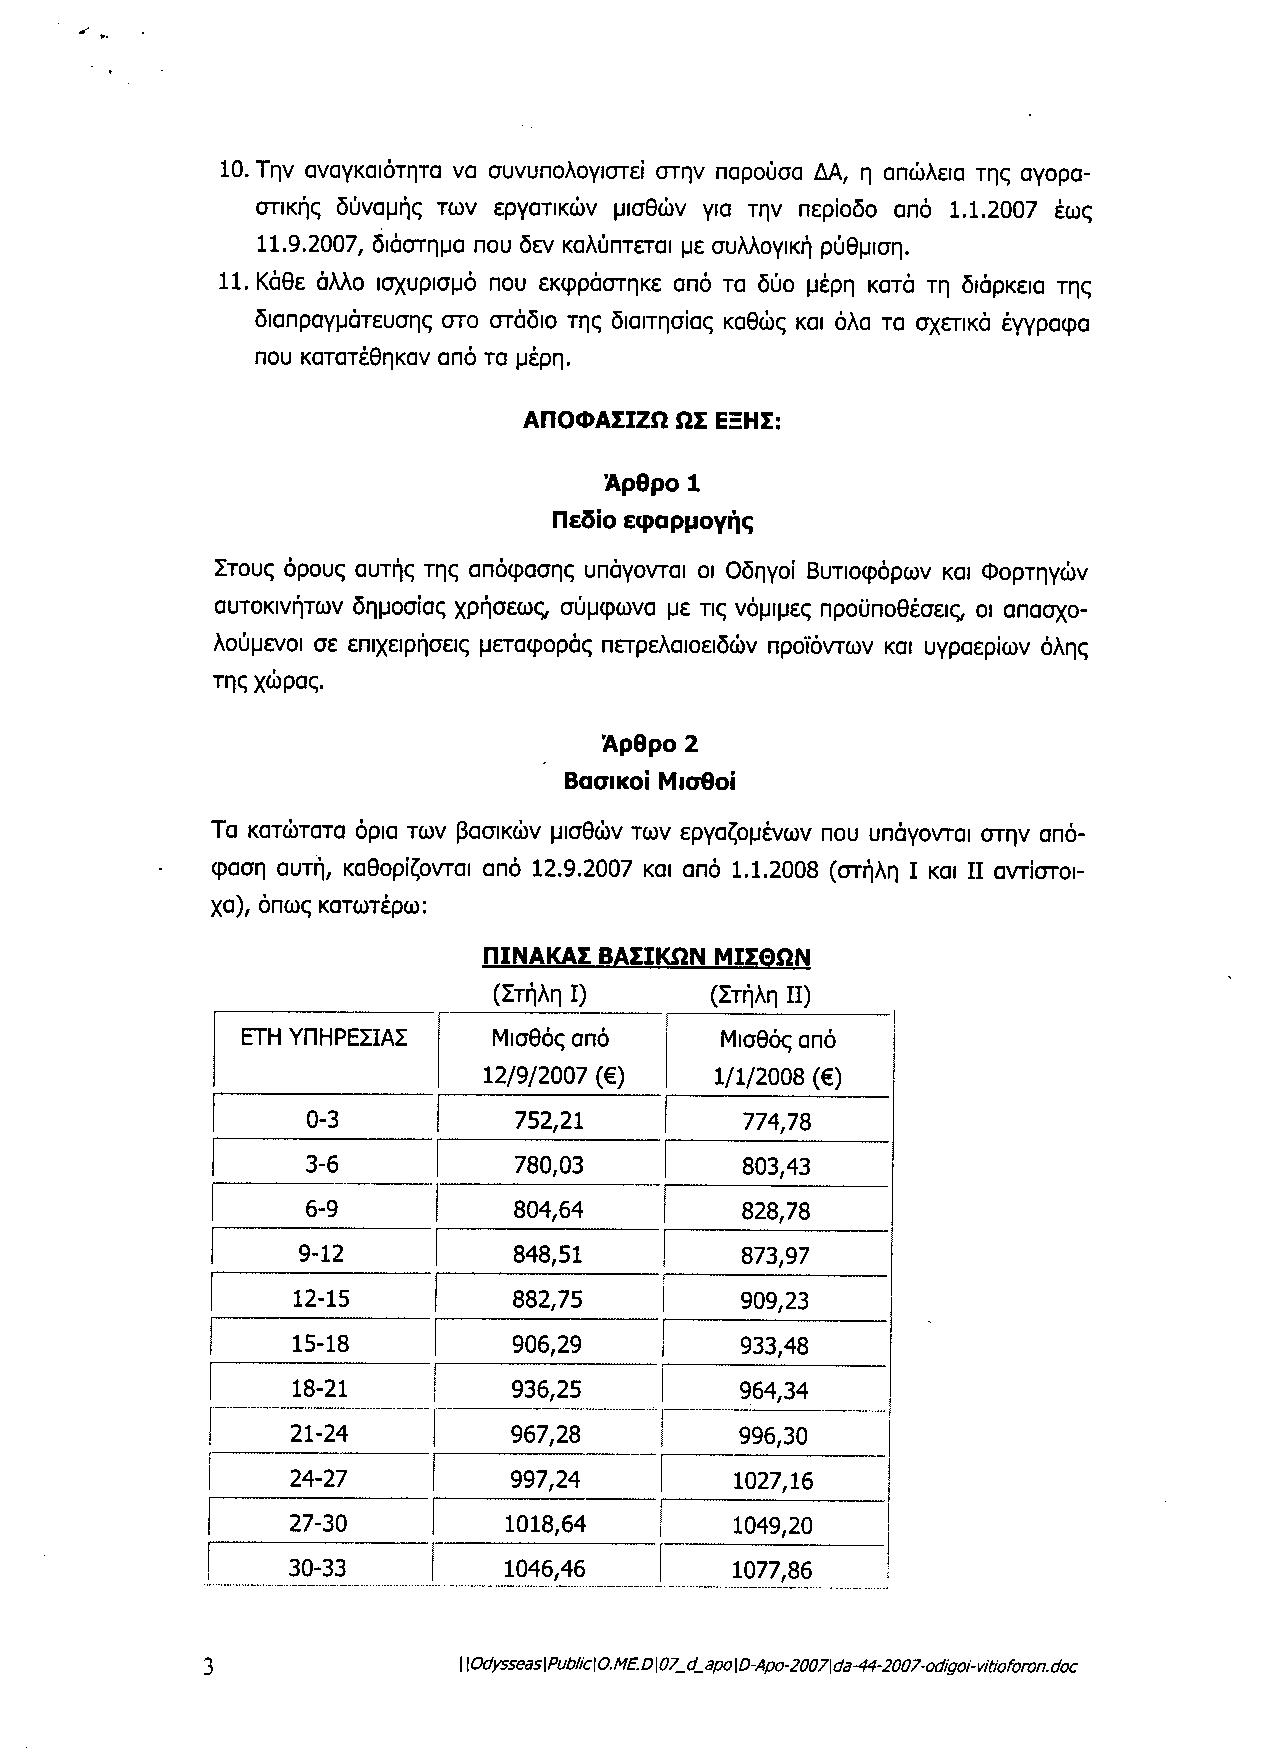 10. Την αναγκαιότητα να συνυπολογιστεί στην παρούσα ΔΑ, η απώλεια της αγορα-
στικής δύναμής των εργατικών μισθών για την περίοδο από 1.1.2007 έως
11.9.2007, διάστημα που δεν καλύπτεται με συλλογική ρύθμιση.
11. Κάθε άλλο ισχυρισμό που εκφράστηκε από τα δύο μέρη κατά τη διάρκεια της
διαπραγμάτευσης στο στάδιο της διαιτησίας καθώς και όλα τα σχετικά έγγραφα
που κατατέθηκαν από τα μέρη.
ΑΠΟΦΑΣΙΖΩ ΩΣ ΕΞΗΣ:
Άρθρο 1
Πεδίο εφαρμογής
Στους όρους αυτής της απόφασης υπάγονται οι Οδηγοί Βυτιοφόρων και Φορτηγών
αυτοκινήτων δημοσίας χρήσεως, σύμφωνα με τις νόμιμες προϋποθέσεις, οι απασχο-
λούμενοι σε επιχειρήσεις μεταφοράς πετρελαιοειδών προϊόντων και υγραερίων όλης
της χώρας.
Άρθρο 2
Βασικοί Μισθοί
Τα κατώτατα όρια των βασικών μισθών των εργαζομένων που υπάγονται στην από-
φαση αυτή, καθορίζονται από 12.9.2007 και από 1.1.2008 (στήλη Ι και ΙΙ αντίστοι-
χα), όπως κατωτέρω:
ΠΙΝΑΚΑΣ ΒΑΣΙΚΩΝ ΜΙΣΘΩΝ
(Στήλη Ι) (Στήλη ΙΙ)
ΕΤΗ ΥΠΗΡΕΣΙΑΣ Μισθός από Μισθός από
12/9/2007 (€) 1/1/2008 (€)
0-3 752,21 774,78
3-6 780,03 803,43
6-9 804,64 828,78
9-12 848,51 873,97
12-15 882,75 909,23
15-18 906,29 933,48
18-21 936,25 964,34
21-24 967,28 996,30
24-27 997,24 1027,16
27-30 1018,64 1049,20
30-33 1046,46 1077,86
3 \\Odysseas\Public\O.ME.D\07_d_apo\D-Apo-2007\da-44-2007-odigoi-vitioforon.doc